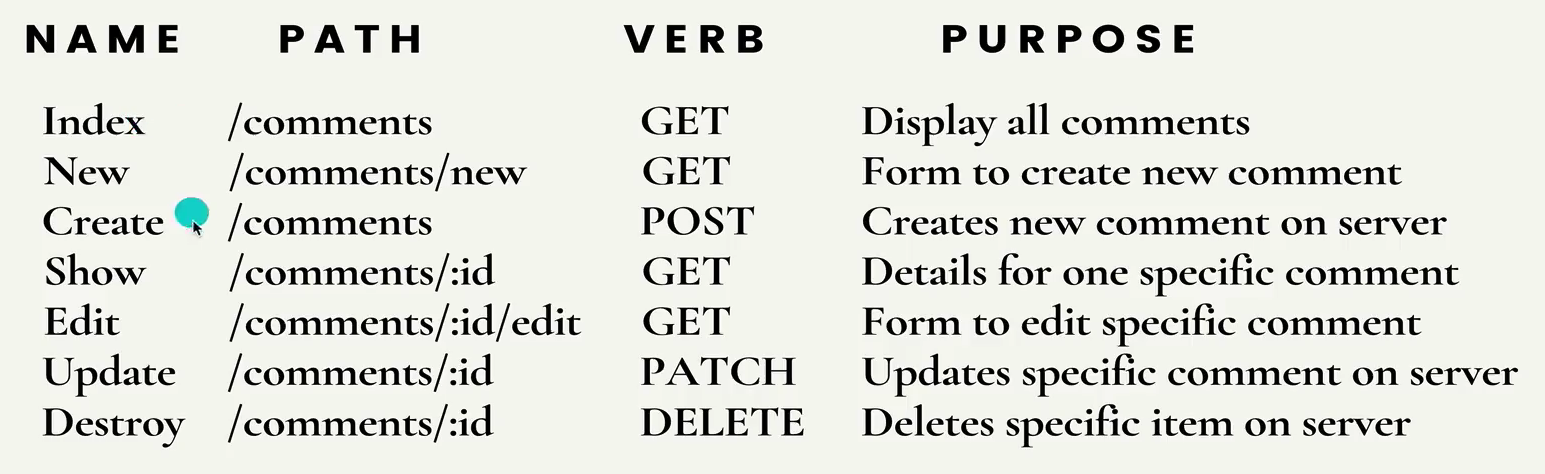 NAME PATH VERB PURPOSE
Index /comments GET Display all comments
New /comments/new GET Form to create new comment
Create /comments POST Creates new comment on server
Show /comments/:id GET Details for one specific comment
Edit /comments/:id/edit GET Form to edit specific comment
Update /comments/:id PATCH Updates specific comment on server
Destroy /comments/:id DELETE Deletes specific item on server